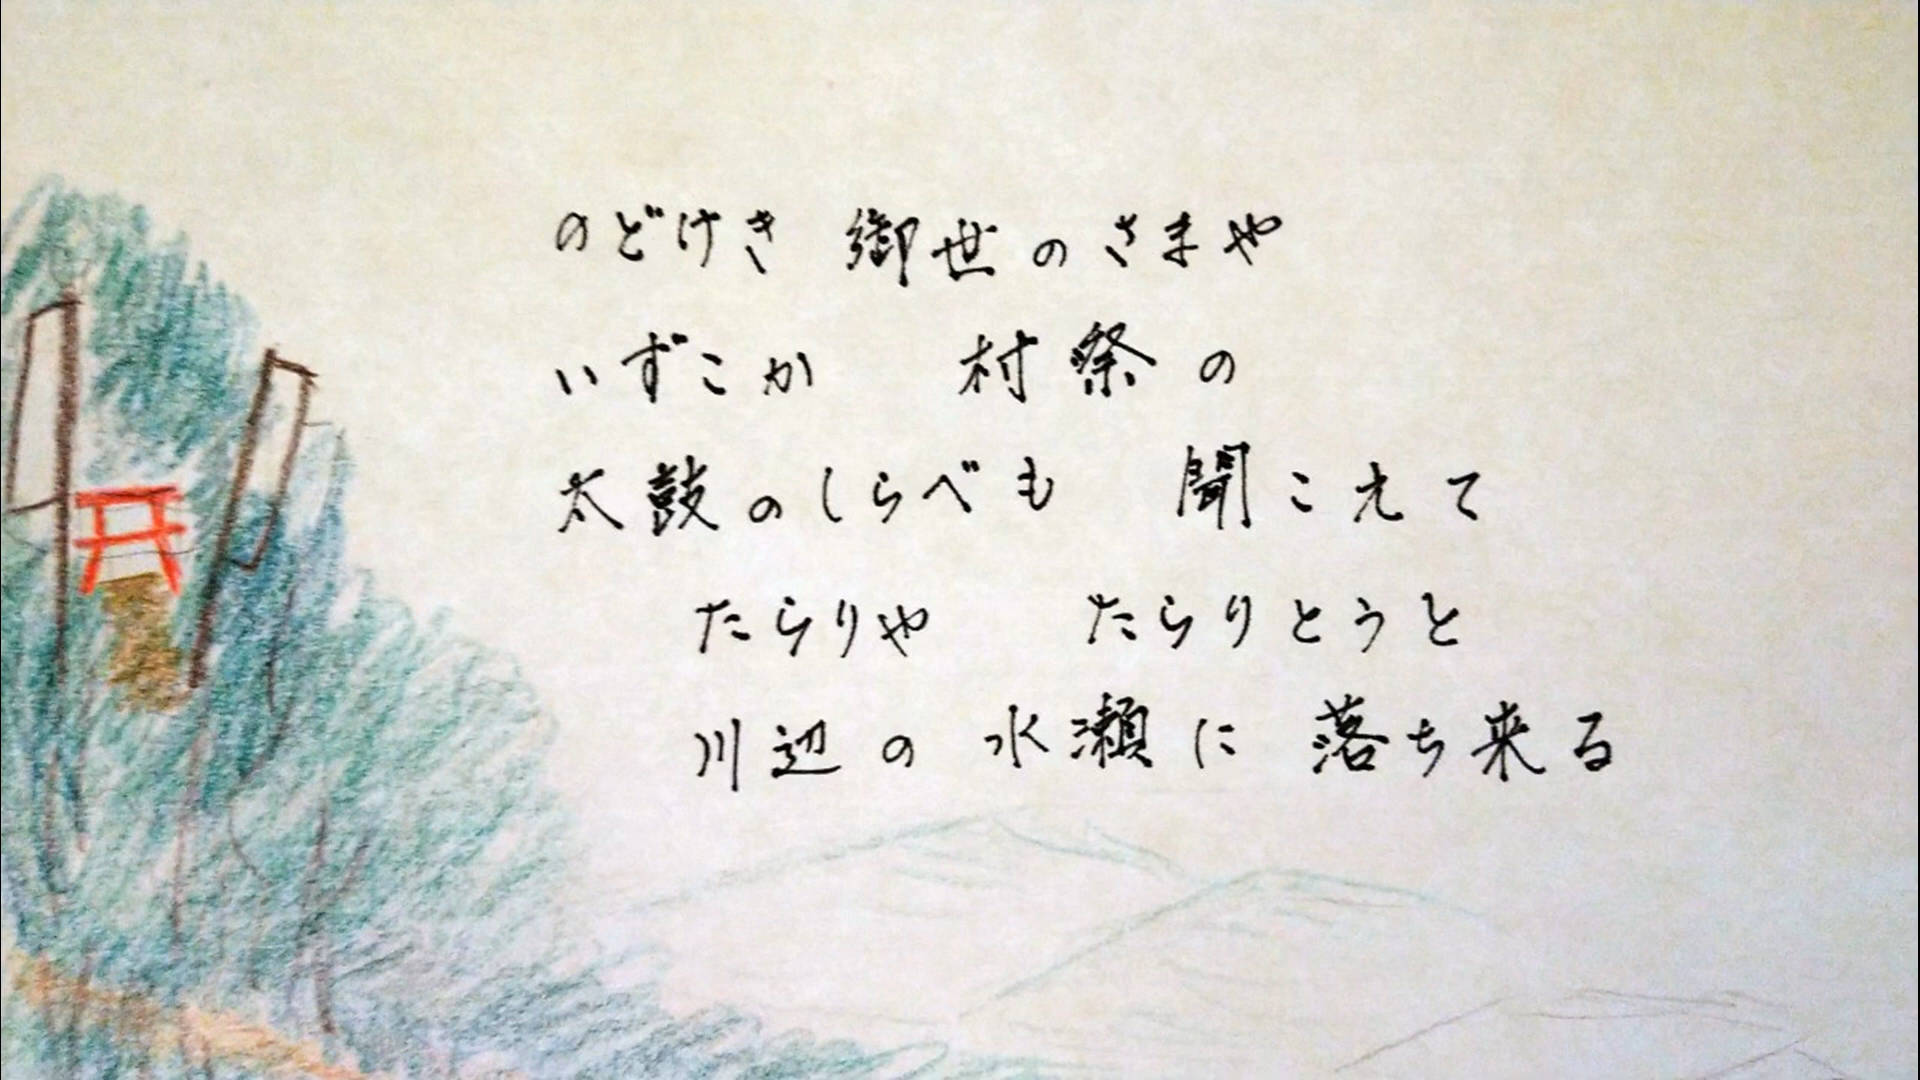 のどけき 御世のさまや
いずこか 村祭の
太鼓のしらべも 聞こえて
たらりや たらりとうと
川辺の 水瀬に 落ち来る